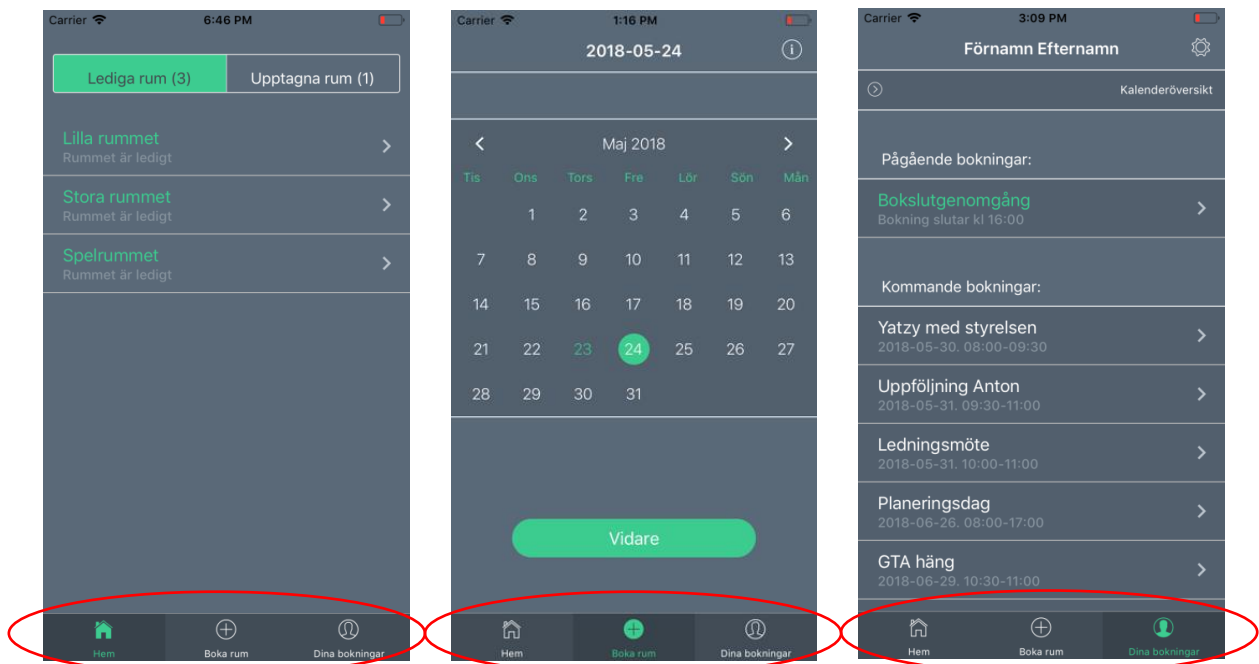 Carrier 6:46 PM
Lediga rum (3) Upptagna rum (1)
Lilla rummet
Rummet är ledigt
Stora rummet
Rummet är ledigt
Spelrummet
Rummet är ledigt
Hem Boka rum Dina bokningar
Carrier 1:16 PM
2018-05-24
Maj 2018
Tis Ons Tors Fre Lör Sön Mån
1 2 3 4 5 6
7 8 9 10 11 12 13
14 15 16 17 18 19 20
21 22 23 24 25 26 27
28 29 30 31
Vidare
Hem Boka rum Dina bokningar
Carrier 3:09 PM
Förnamn Efternamn
Kalenderöversikt
Pågående bokningar:
Bokslutgenomgång
Bokning slutar kl 16:00
Kommande bokningar:
Yatzy med styrelsen
2018-05-30. 08:00-09:30
Uppföljning Anton
2018-05-31. 09:30-11:00
Ledningsmöte
2018-05-31. 10:00-11:00
Planeringsdag
2018-06-26. 08:00-17:00
GTA häng
2018-06-29. 10:30-11:00
Hem Boka rum Dina bokningar